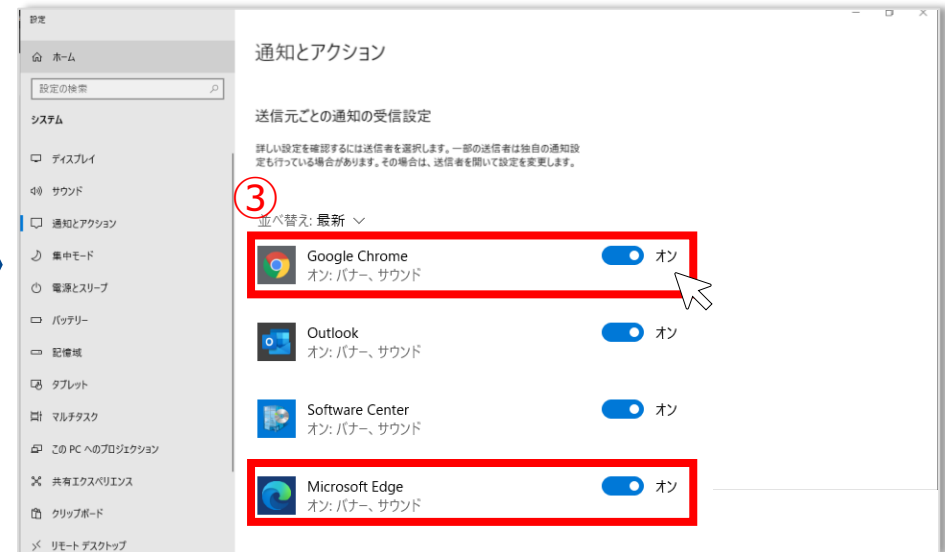 設定
ホーム
設定の検索
システム
ディスプレイ
サウンド
通知とアクション
集中モード
電源とスリープ
バッテリー
記憶域
タブレット
マルチタスク
この PC へのプロジェクション
共有エクスペリエンス
クリップボード
リモート デスクトップ
通知とアクション
送信元ごとの通知の受信設定
詳しい設定を確認するには送信者を選択します。一部の送信者は独自の通知設
定も行っている場合があります。その場合は、送信者を開いて設定を変更します。
③
並べ替え: 最新
Google Chrome
オン: バナー、サウンド
オン
Outlook
オン: バナー、サウンド
オン
Software Center
オン: バナー、サウンド
オン
Microsoft Edge
オン: バナー、サウンド
オン